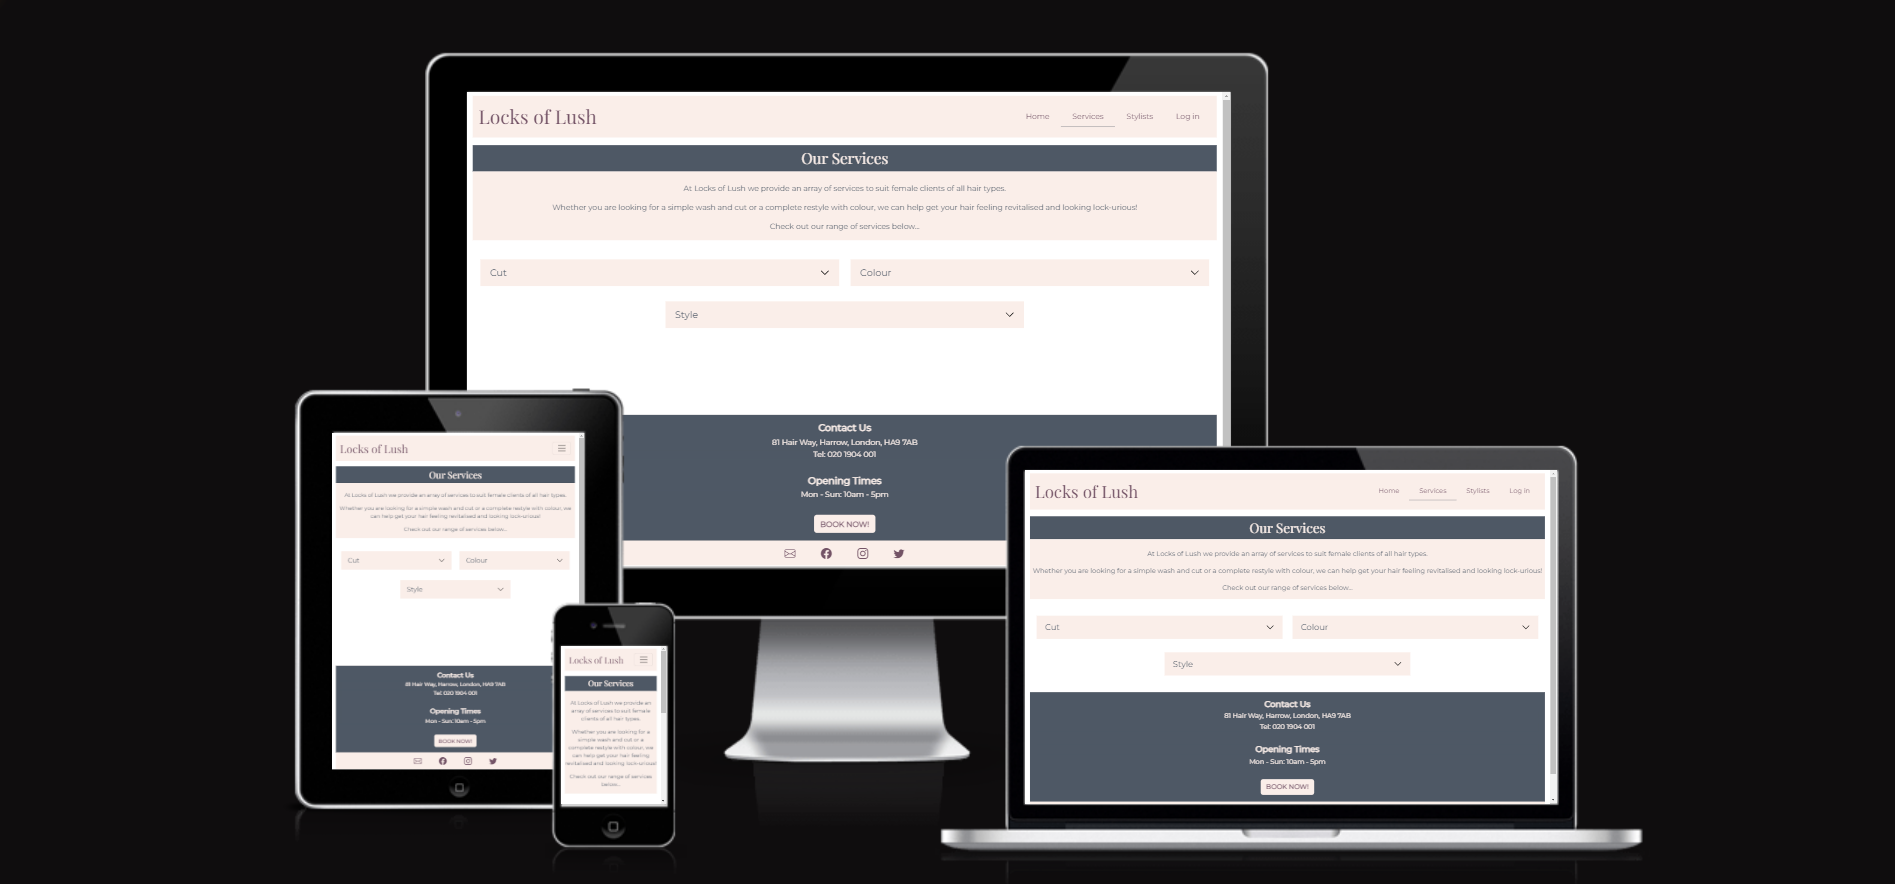 Locks of Lush
Home Services Stylists Log in
Our Services
At Locks of Lush we provide an array of services to suit female clients of all hair types.
Whether you are looking for a simple wash and cut or a complete restyle with colour, we can help get your hair feeling revitalised and looking lock-urious!
Check out our range of services below...
Cut Colour
Style
Contact Us
81 Hair Way, Harrow, London, HA9 7AB
Tel: 020 1904 001
Opening Times
Mon - Sun: 10am - 5pm
BOOK NOW!
Locks of Lush
Our Services
At Locks of Lush we provide an array of services to suit female clients of all hair types.
Whether you are looking for a simple wash and cut or a complete restyle with colour, we
can help get your hair feeling revitalised and looking lock-urious!
Check out our range of services below...
Cut Colour
Style
Contact Us
81 Hair Way, Harrow, London, HA9 7AB
Tel: 020 1904 001
Opening Times
Mon - Sun: 10am - 5pm
BOOK NOW!
Locks of Lush
Our Services
At Locks of Lush we provide an
array of services to suit female
clients of all hair types.
Whether you are looking for a
simple wash and cut or a
complete restyle with colour, we
can help get your hair feeling
revitalised and looking lock-urious!
Check out our range of services
below...
Locks of Lush
Home Services Stylists Log in
Our Services
At Locks of Lush we provide an array of services to suit female clients of all hair types.
Whether you are looking for a simple wash and cut or a complete restyle with colour, we can help get your hair feeling revitalised and looking lock-urious!
Check out our range of services below...
Cut Colour
Style
Contact Us
81 Hair Way, Harrow, London, HA9 7AB
Tel: 020 1904 001
Opening Times
Mon - Sun: 10am - 5pm
BOOK NOW!